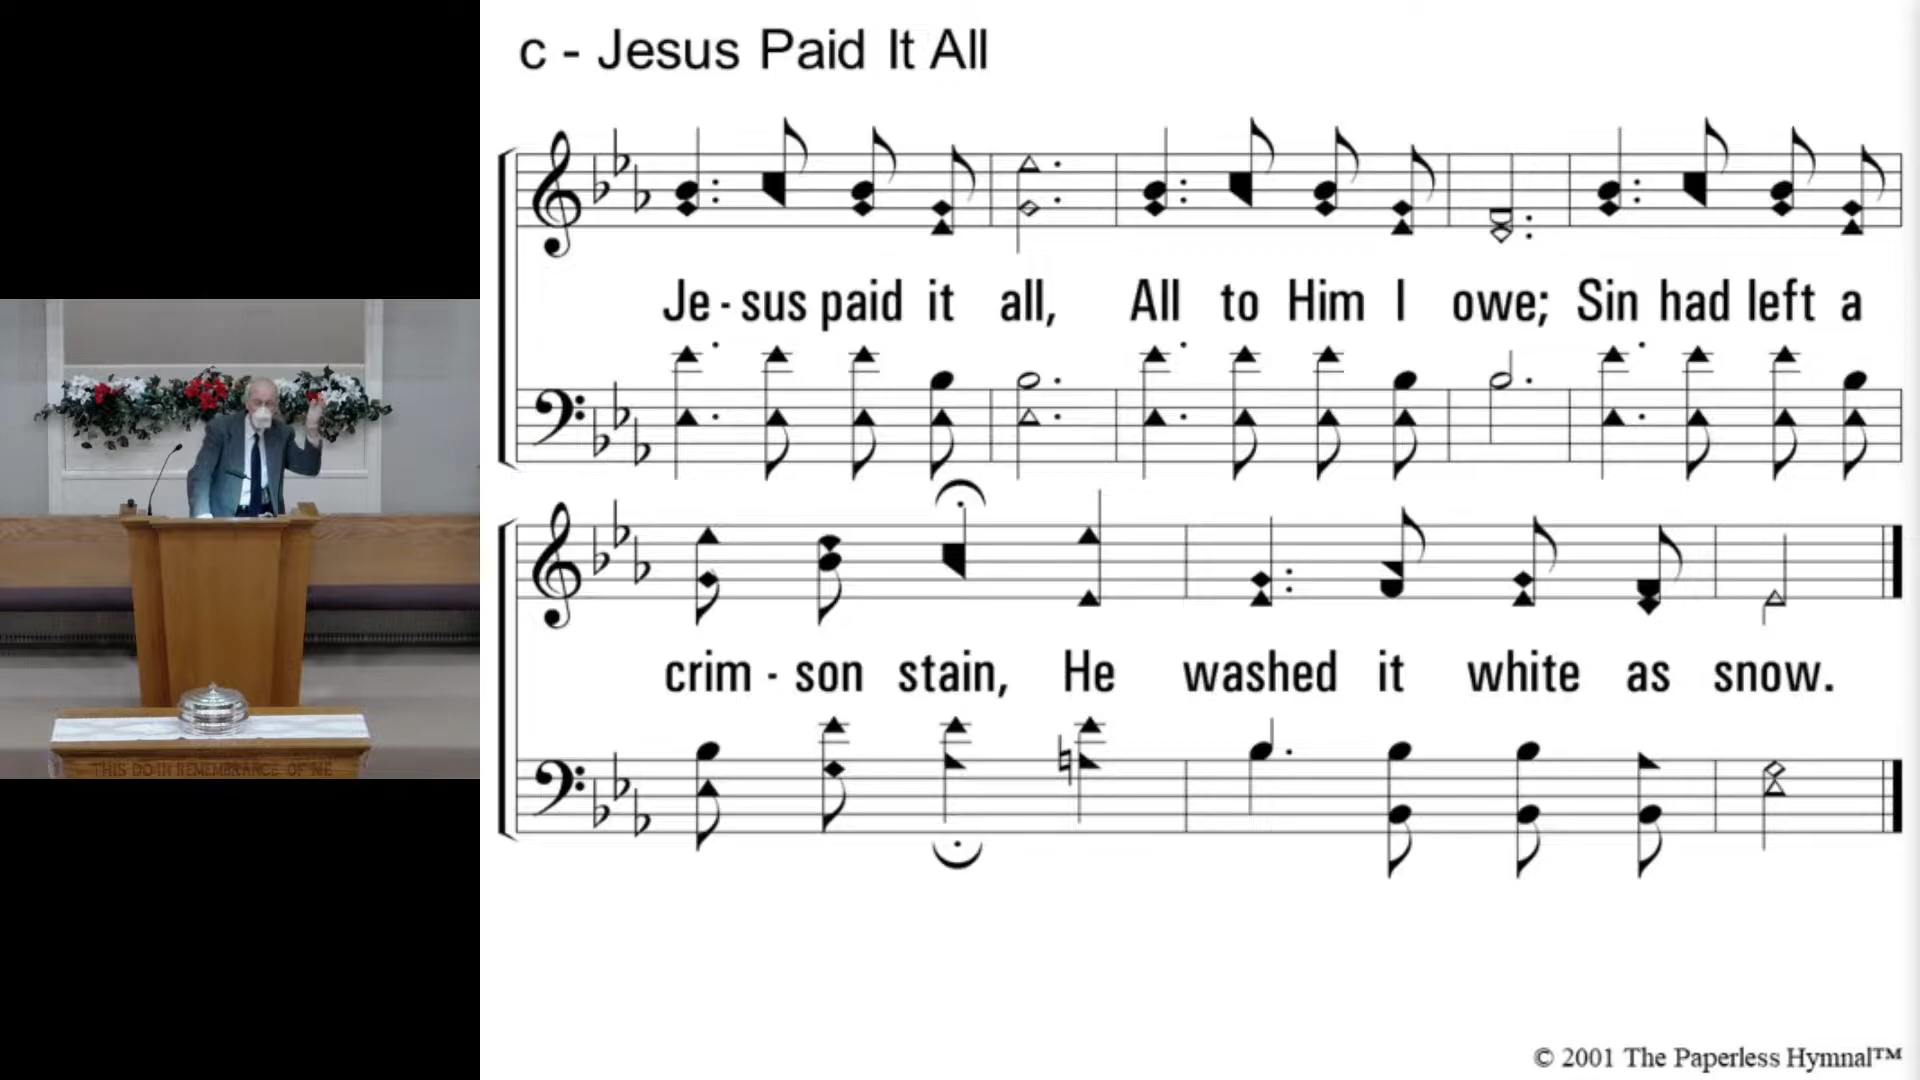 c - Jesus Paid It All
Je - sus paid it all, All to Him I owe; Sin had left a
crim - son stain, He washed it white as snow.
THIS DO IN REMEMBRANCE OF ME
© 2001 The Paperless Hymnal™